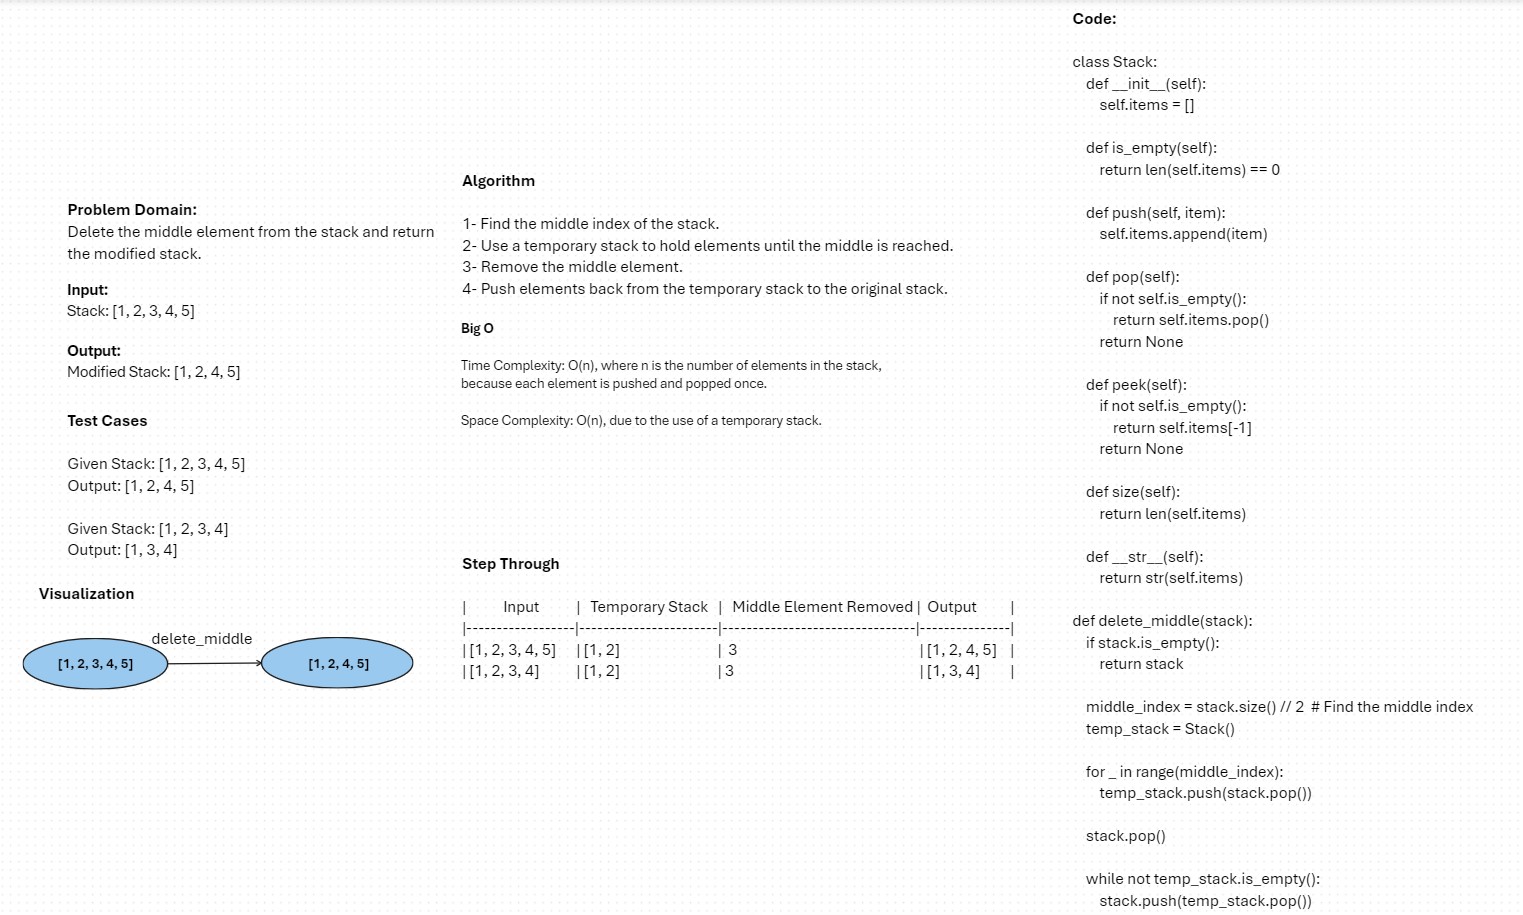 Problem Domain:
Delete the middle element from the stack and return
the modified stack.
Input:
Stack: [1, 2, 3, 4, 5]
Output:
Modified Stack: [1, 2, 4, 5]
Test Cases
Given Stack: [1, 2, 3, 4, 5]
Output: [1, 2, 4, 5]
Given Stack: [1, 2, 3, 4]
Output: [1, 3, 4]
Visualization
delete_middle
[1, 2, 3, 4, 5]
[1, 2, 4, 5]
Algorithm
1- Find the middle index of the stack.
2- Use a temporary stack to hold elements until the middle is reached.
3- Remove the middle element.
4- Push elements back from the temporary stack to the original stack.
Big O
Time Complexity: O(n), where n is the number of elements in the stack,
because each element is pushed and popped once.
Space Complexity: O(n), due to the use of a temporary stack.
Step Through
| Input | Temporary Stack | Middle Element Removed | Output |
|------------------|-----------------------|--------------------------------|---------------|
| [1, 2, 3, 4, 5] | [1, 2] | 3 | [1, 2, 4, 5] |
| [1, 2, 3, 4] | [1, 2] | 3 | [1, 3, 4] |
Code:
class Stack:
def __init__(self):
self.items = []
def is_empty(self):
return len(self.items) == 0
def push(self, item):
self.items.append(item)
def pop(self):
if not self.is_empty():
return self.items.pop()
return None
def peek(self):
if not self.is_empty():
return self.items[-1]
return None
def size(self):
return len(self.items)
def __str__(self):
return str(self.items)
def delete_middle(stack):
if stack.is_empty():
return stack
middle_index = stack.size() // 2 # Find the middle index
temp_stack = Stack()
for _ in range(middle_index):
temp_stack.push(stack.pop())
stack.pop()
while not temp_stack.is_empty():
stack.push(temp_stack.pop())